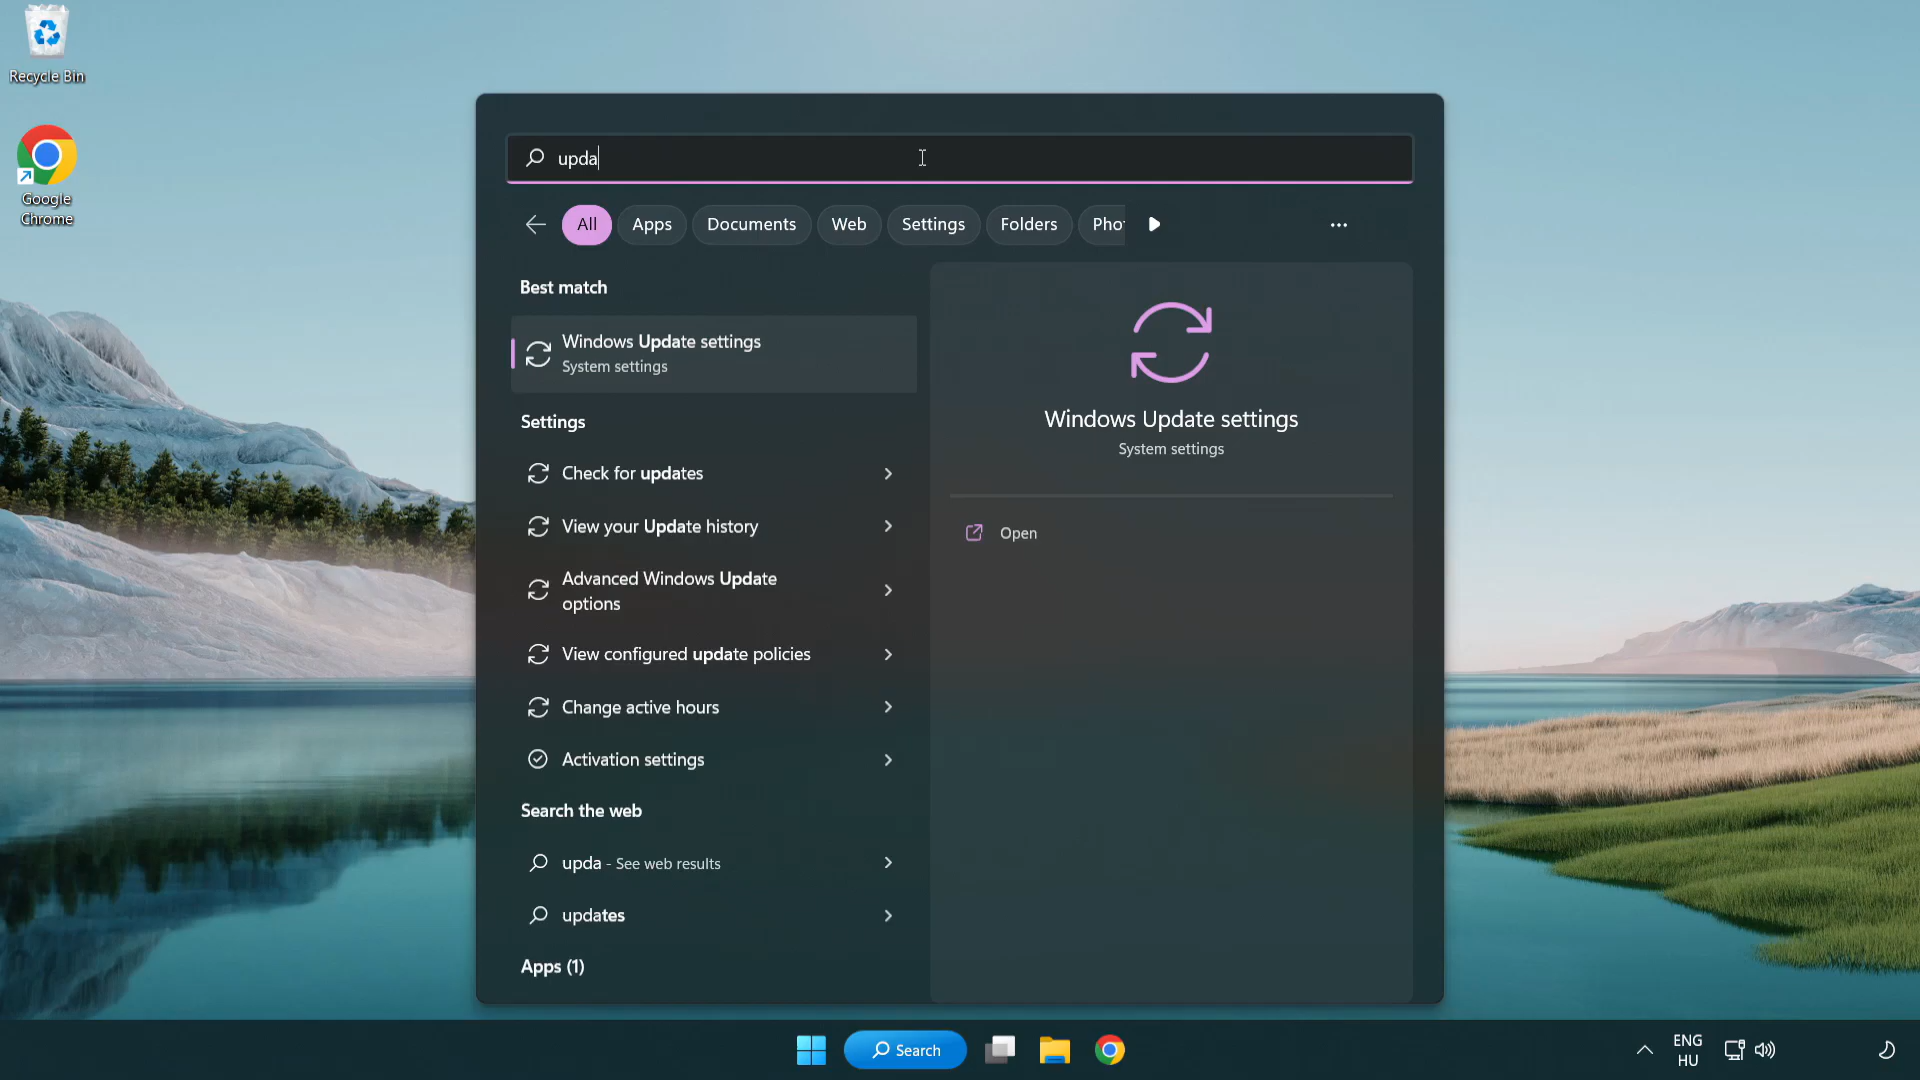 Recycle Bin
Google
Chrome
upda
All
Apps
Documents
Web
Settings
Folders
Best match
Windows Update settings
System settings
Settings
Check for updates
View your Update history
Advanced Windows Update
options
View configured update policies
Change active hours
Activation settings
Search the web
upda - See web results
updates
Apps (1)
Windows Update settings
System settings
Open
Search
ENG
HU